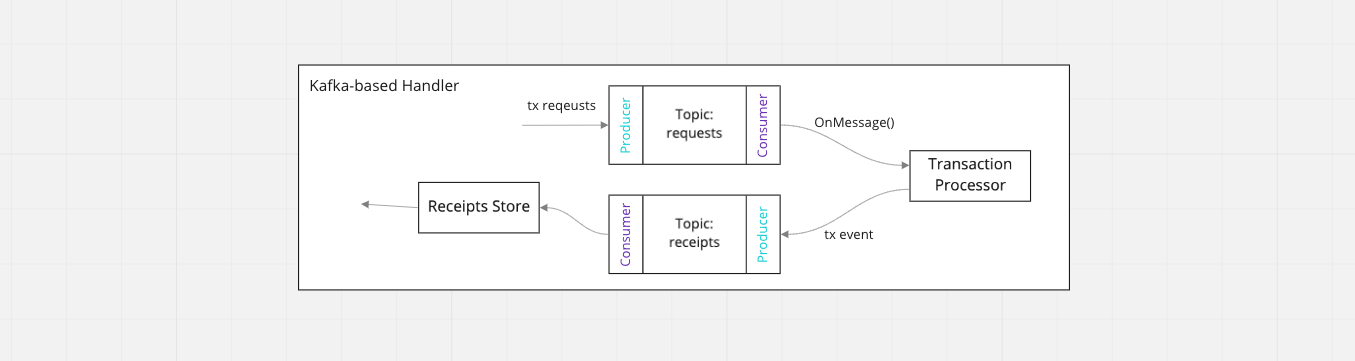 Kafka-based Handler
tx reqeusts
Producer
Topic:
requests
Consumer
OnMessage()
Transaction
Processor
Receipts Store
Consumer
Topic:
receipts
Producer
tx event